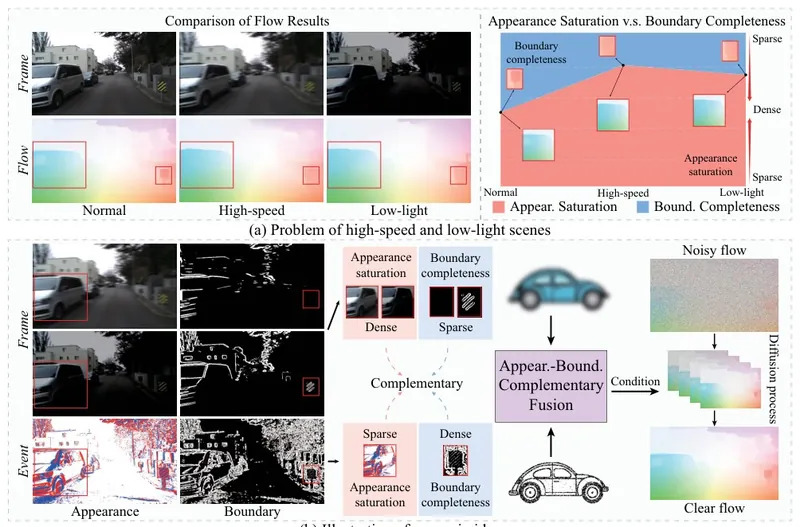 Comparison of Flow Results
Frame
Flow
Normal
High-speed
Low-light
Appearance Saturation v.s. Boundary Completeness
Boundary
completeness
Appearance
saturation
Sparse
Dense
Sparse
Normal
High-speed
Low-light
Appear. Saturation
Bound. Completeness
(a) Problem of high-speed and low-light scenes
Frame
Event
Appearance
Boundary
Appearance
saturation
Dense
Boundary
completeness
Sparse
Complementary
Sparse
Appearance
saturation
Dense
Boundary
completeness
Appear.-Bound.
Complementary
Fusion
Condition
Noisy flow
Diffusion process
Clear flow